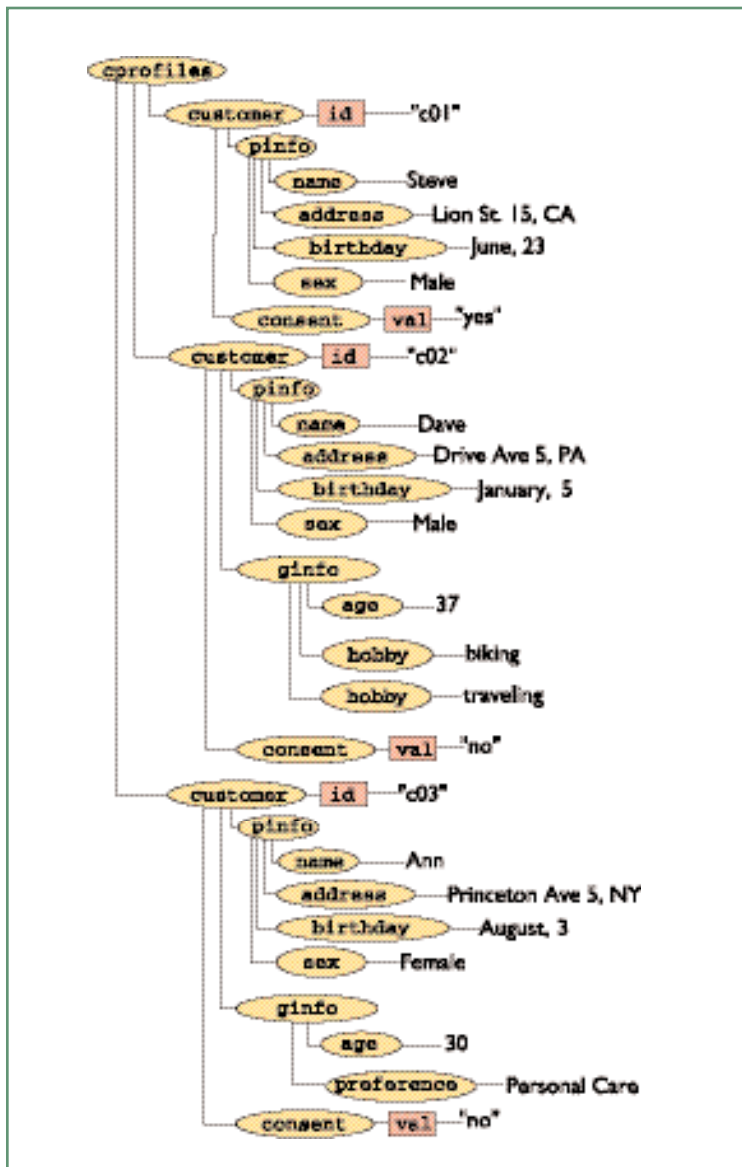 cprofiles
customer id "c01"
pinfo
name Steve
address Lion St. 15, CA
birthday June, 23
sex Male
consent val "yes"
customer id "c02"
pinfo
name Dave
address Drive Ave 5, PA
birthday January, 5
sex Male
ginfo
age 37
hobby biking
hobby traveling
consent val "no"
customer id "c03"
pinfo
name Ann
address Princeton Ave 5, NY
birthday August, 3
sex Female
ginfo
age 30
preference Personal Care
consent val "no"